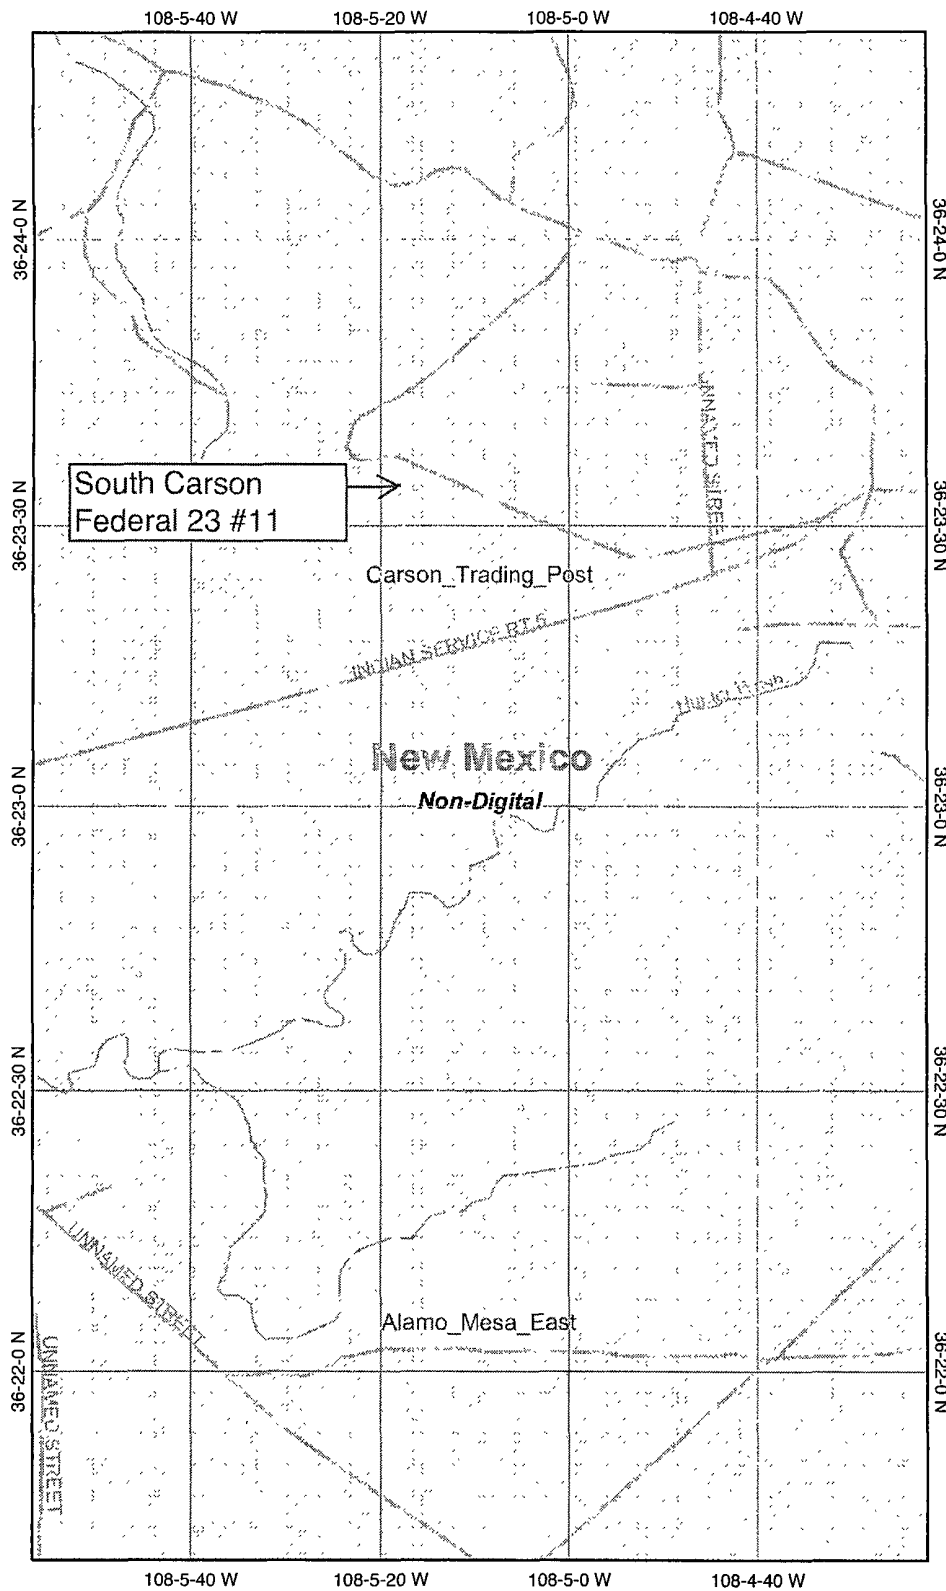 108-5-40 W
108-5-20 W
108-5-0 W
108-4-40 W
36-24-0 N
36-24-0 N
South Carson
Federal 23 #11
UNNAMED STREET
36-23-30 N
36-23-30 N
Carson_Trading_Post
INDIAN SERVICE RT 5
New Mexico
Non-Digital
36-23-0 N
36-23-0 N
36-22-30 N
36-22-30 N
UNNAMED STREET
Alamo_Mesa_East
36-22-0 N
36-22-0 N
UNNAMED STREET
108-5-40 W
108-5-20 W
108-5-0 W
108-4-40 W